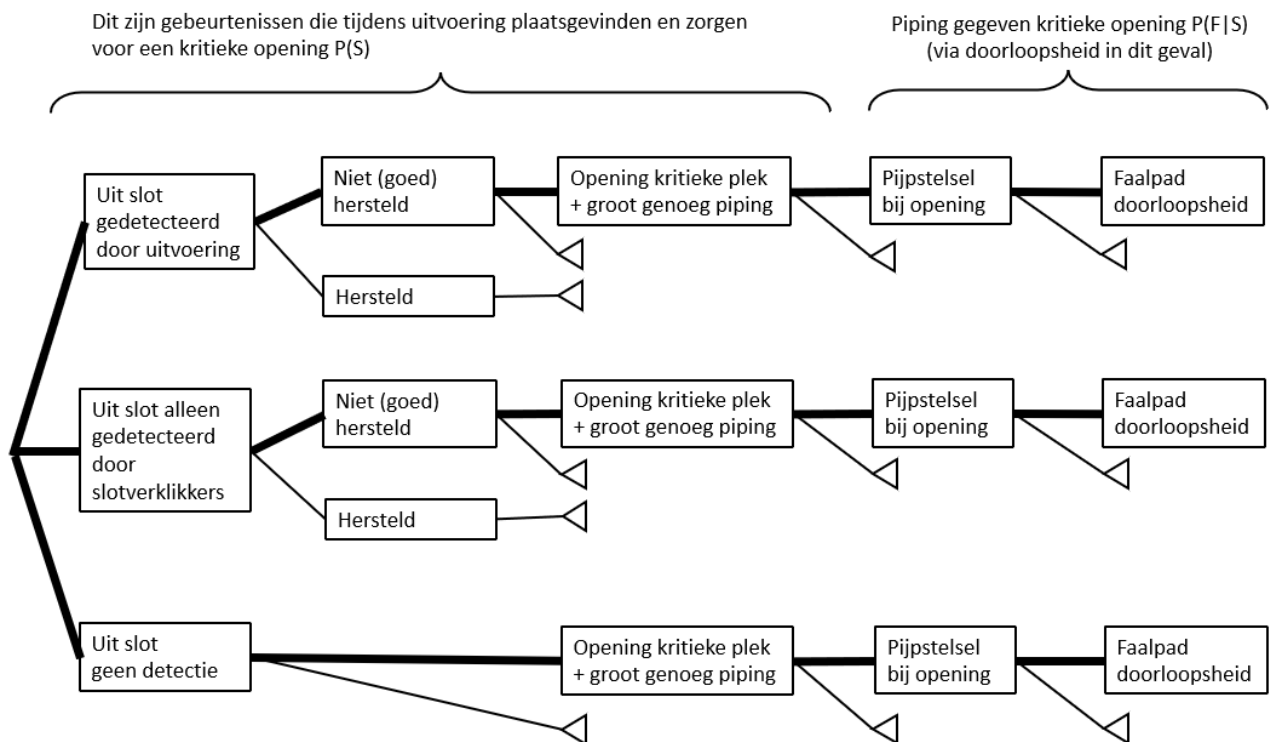 Dit zijn gebeurtenissen die tijdens uitvoering plaatsgevinden en zorgen
voor een kritieke opening P(S)
Piping gegeven kritieke opening P(F|S)
(via doorloopsheid in dit geval)
Uit slot
gedetecteerd
door uitvoering
Niet (goed)
hersteld
Opening kritieke plek
+ groot genoeg piping
Pijpstelsel
bij opening
Faalpad
doorloopsheid
Hersteld
Uit slot alleen
gedetecteerd
door
slotverklikkers
Niet (goed)
hersteld
Opening kritieke plek
+ groot genoeg piping
Pijpstelsel
bij opening
Faalpad
doorloopsheid
Hersteld
Uit slot
geen detectie
Opening kritieke plek
+ groot genoeg piping
Pijpstelsel
bij opening
Faalpad
doorloopsheid